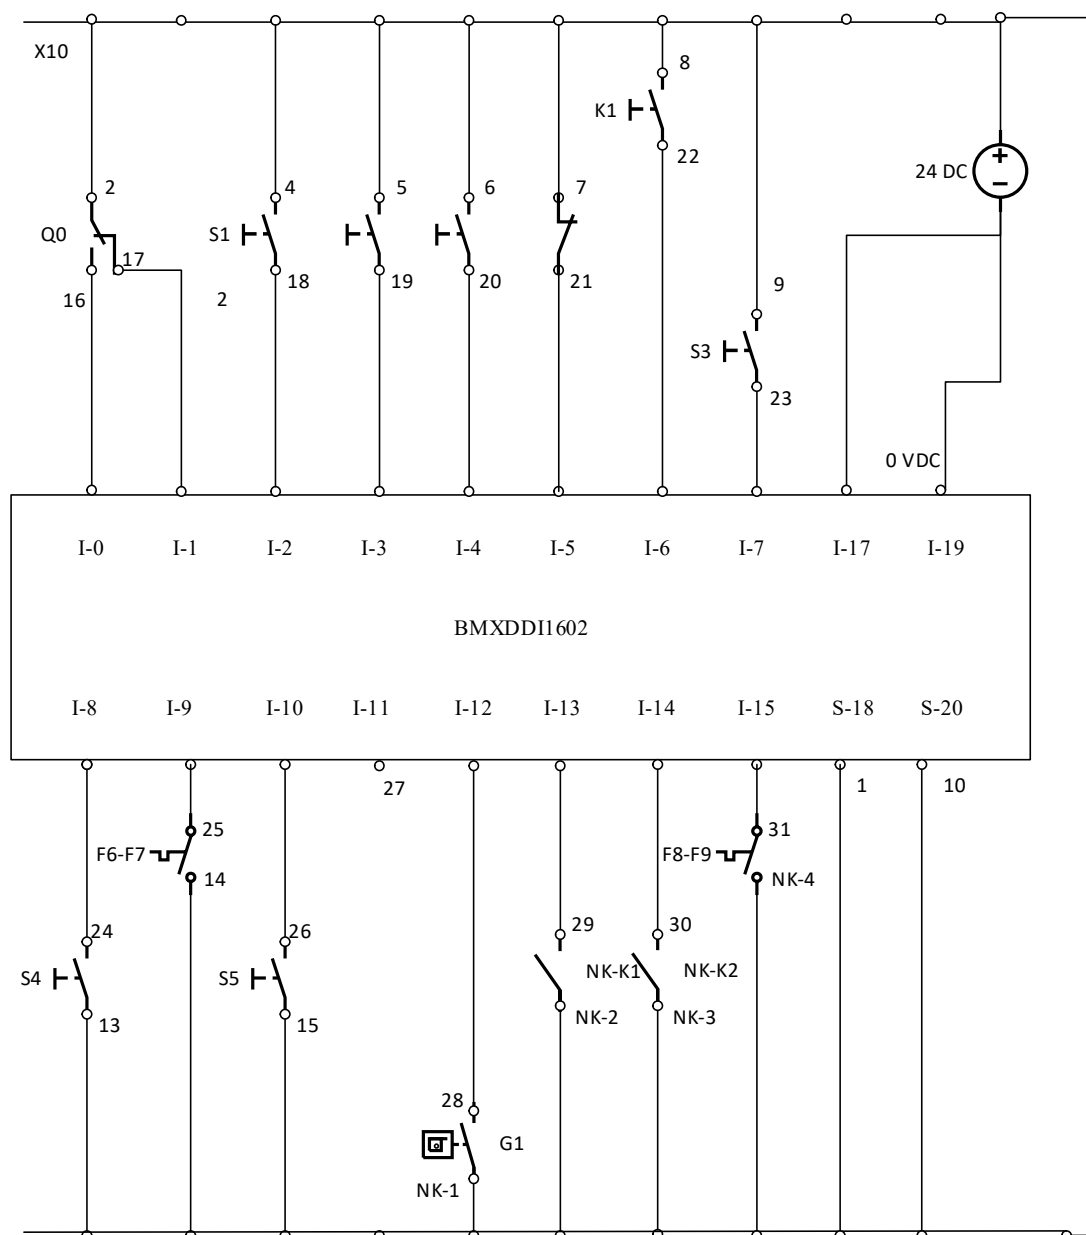 X10
8
K1
22
24 DC
+
−
2
4
5
6
7
Q0
S1
17
16
2
18
19
20
21
9
S3
23
0 VDC
I-0 I-1 I-2 I-3 I-4 I-5 I-6 I-7 I-17 I-19
BMXDDI1602
I-8 I-9 I-10 I-11 I-12 I-13 I-14 I-15 S-18 S-20
27
1
10
25
31
F6-F7
F8-F9
14
NK-4
24
26
29
30
S4
S5
NK-K1
NK-K2
13
15
NK-2
NK-3
28
G1
NK-1